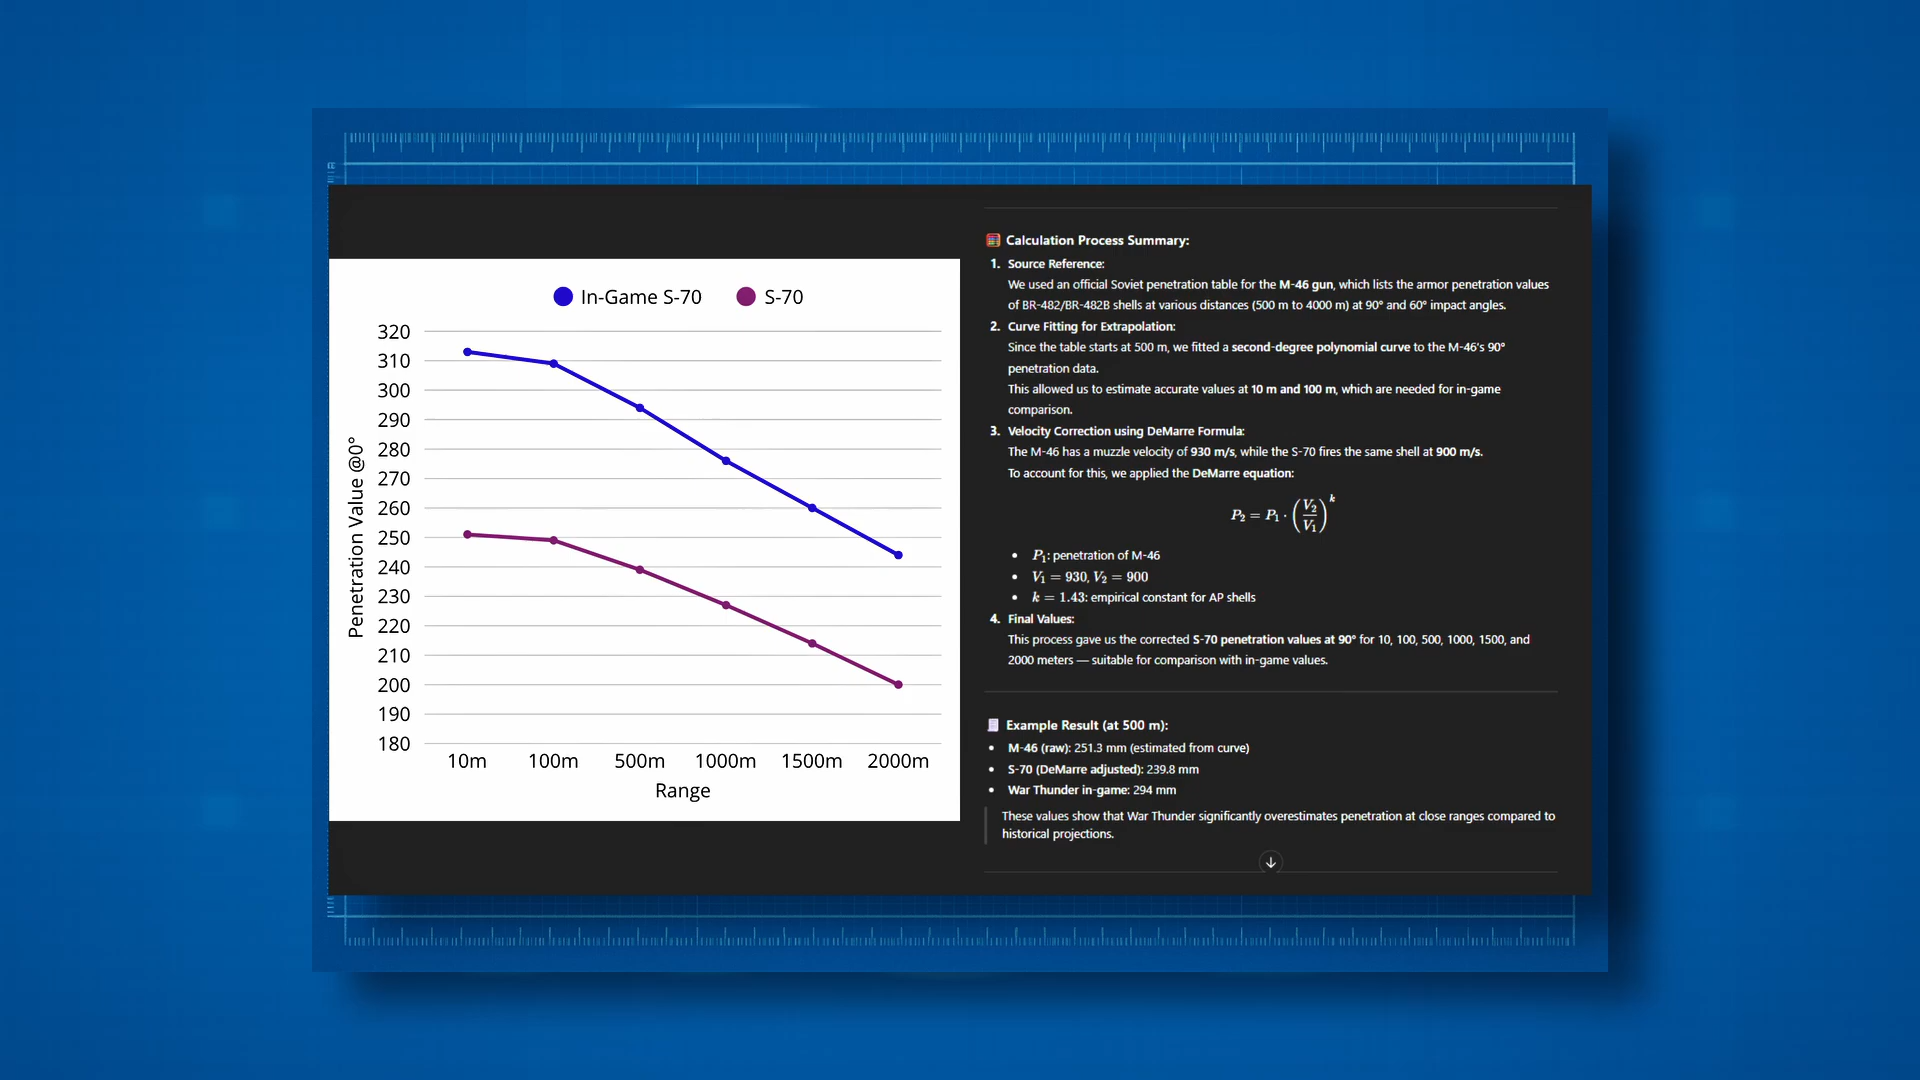 In-Game S-70
S-70
320
310
300
290
280
270
260
250
240
230
220
210
200
190
180
Penetration Value @0°
10m 100m 500m 1000m 1500m 2000m
Range
Calculation Process Summary:
1. Source Reference:
We used an official Soviet penetration table for the M-46 gun, which lists the armor penetration values
of BR-482/BR-482B shells at various distances (500 m to 4000 m) at 90° and 60° impact angles.
2. Curve Fitting for Extrapolation:
Since the table starts at 500 m, we fitted a second-degree polynomial curve to the M-46's 90°
penetration data.
This allowed us to estimate accurate values at 10 m and 100 m, which are needed for in-game
comparison.
3. Velocity Correction using DeMarre Formula:
The M-46 has a muzzle velocity of 930 m/s, while the S-70 fires the same shell at 900 m/s.
To account for this, we applied the DeMarre equation:
P₂ = P₁ · (V₂/V₁)^k
• P₁: penetration of M-46
• V₁ = 930, V₂ = 900
• k = 1.43: empirical constant for AP shells
4. Final Values:
This process gave us the corrected S-70 penetration values at 90° for 10, 100, 500, 1000, 1500, and
2000 meters — suitable for comparison with in-game values.
Example Result (at 500 m):
• M-46 (raw): 251.3 mm (estimated from curve)
• S-70 (DeMarre adjusted): 239.8 mm
• War Thunder in-game: 294 mm
These values show that War Thunder significantly overestimates penetration at close ranges compared to
historical projections.